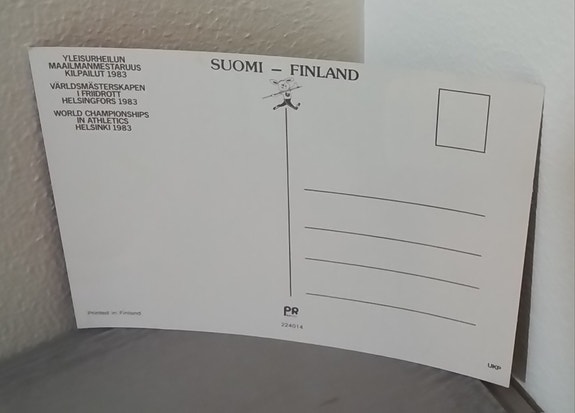 YLEISURHEILUN
MAAILMANMESTARUUS
KILPAILUT 1983
VÄRLDSMÄSTERSKAPEN
I FRIIDROTT
HELSINGFORS 1983
WORLD CHAMPIONSHIPS
IN ATHLETICS
HELSINKI 1983
SUOMI – FINLAND
Printed in Finland
PR
224014
UKP